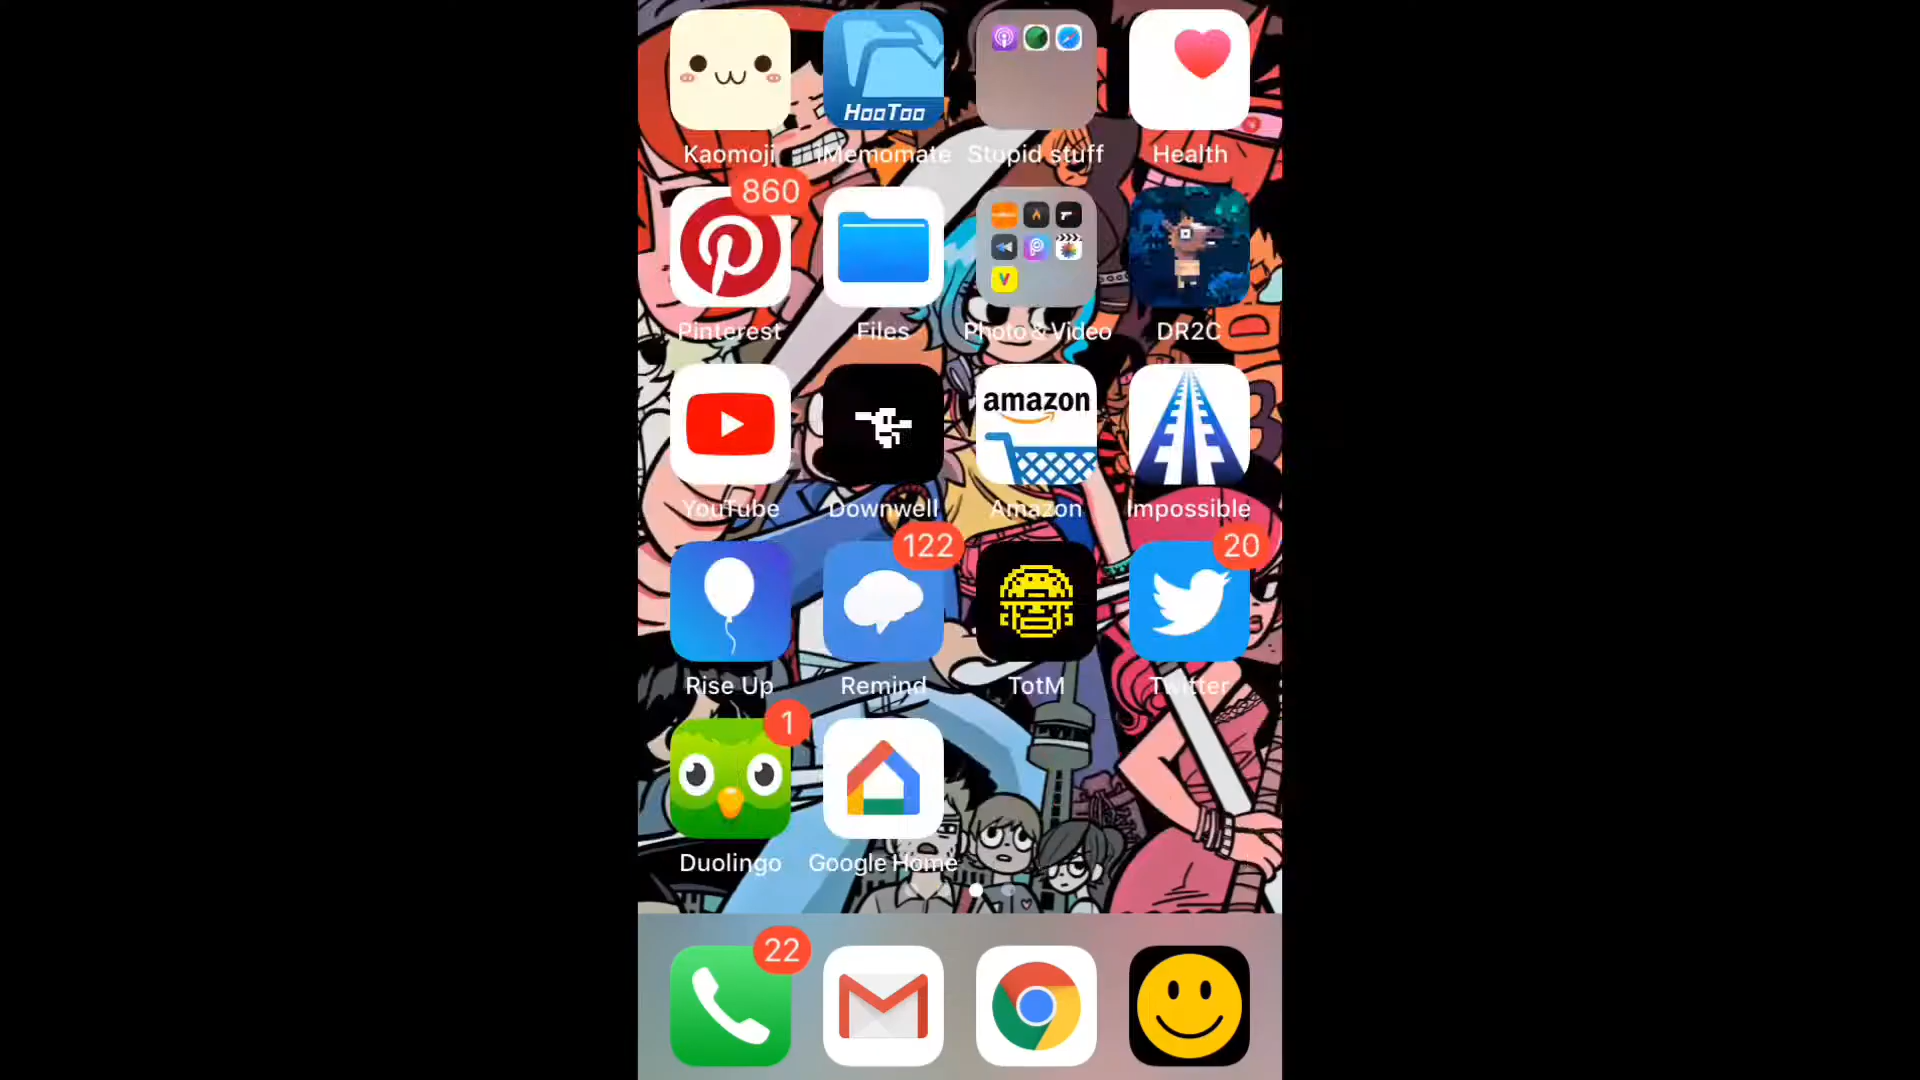 HooToo
Kaomoji
iMemomate
Stupid stuff
Health
860
Pinterest
Files
Photo & Video
DR2C
amazon
YouTube
Downwell
Amazon
Impossible
122
20
Rise Up
Remind
TotM
Twitter
1
Duolingo
Google Home
22